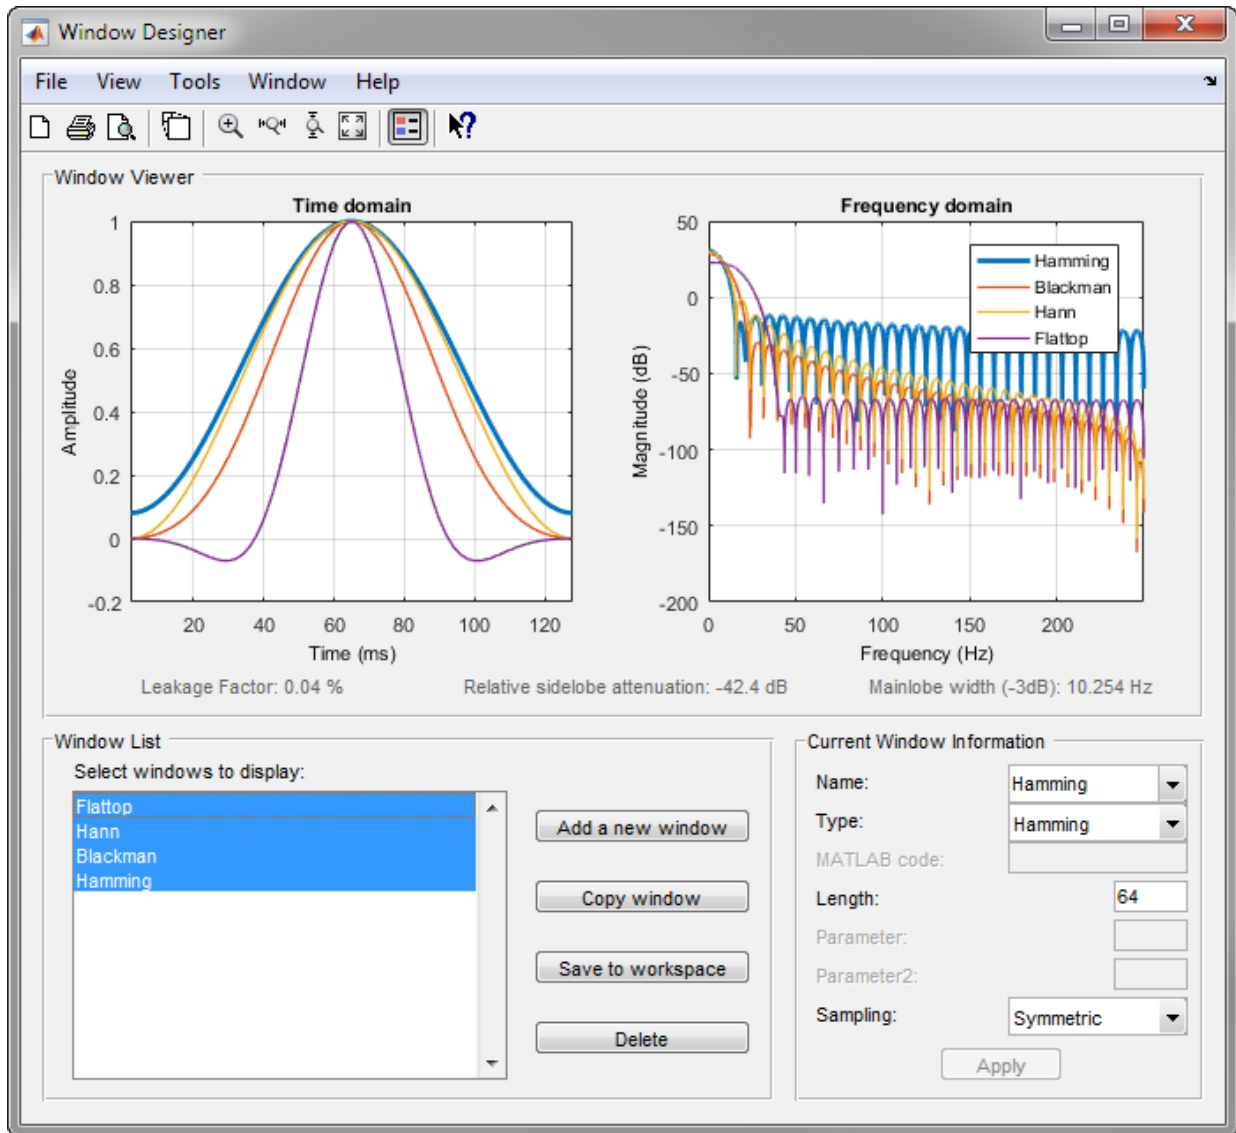 Window Designer
File View Tools Window Help
Window Viewer
Time domain
1
0.8
0.6
0.4
0.2
0
-0.2
Amplitude
20 40 60 80 100 120
Time (ms)
Frequency domain
50
0
-50
-100
-150
-200
Magnitude (dB)
Hamming
Blackman
Hann
Flattop
0 50 100 150 200
Frequency (Hz)
Leakage Factor: 0.04 % Relative sidelobe attenuation: -42.4 dB Mainlobe width (-3dB): 10.254 Hz
Window List
Select windows to display:
Flattop
Hann
Blackman
Hamming
Add a new window
Copy window
Save to workspace
Delete
Current Window Information
Name: Hamming
Type: Hamming
MATLAB code:
Length: 64
Parameter:
Parameter2:
Sampling: Symmetric
Apply